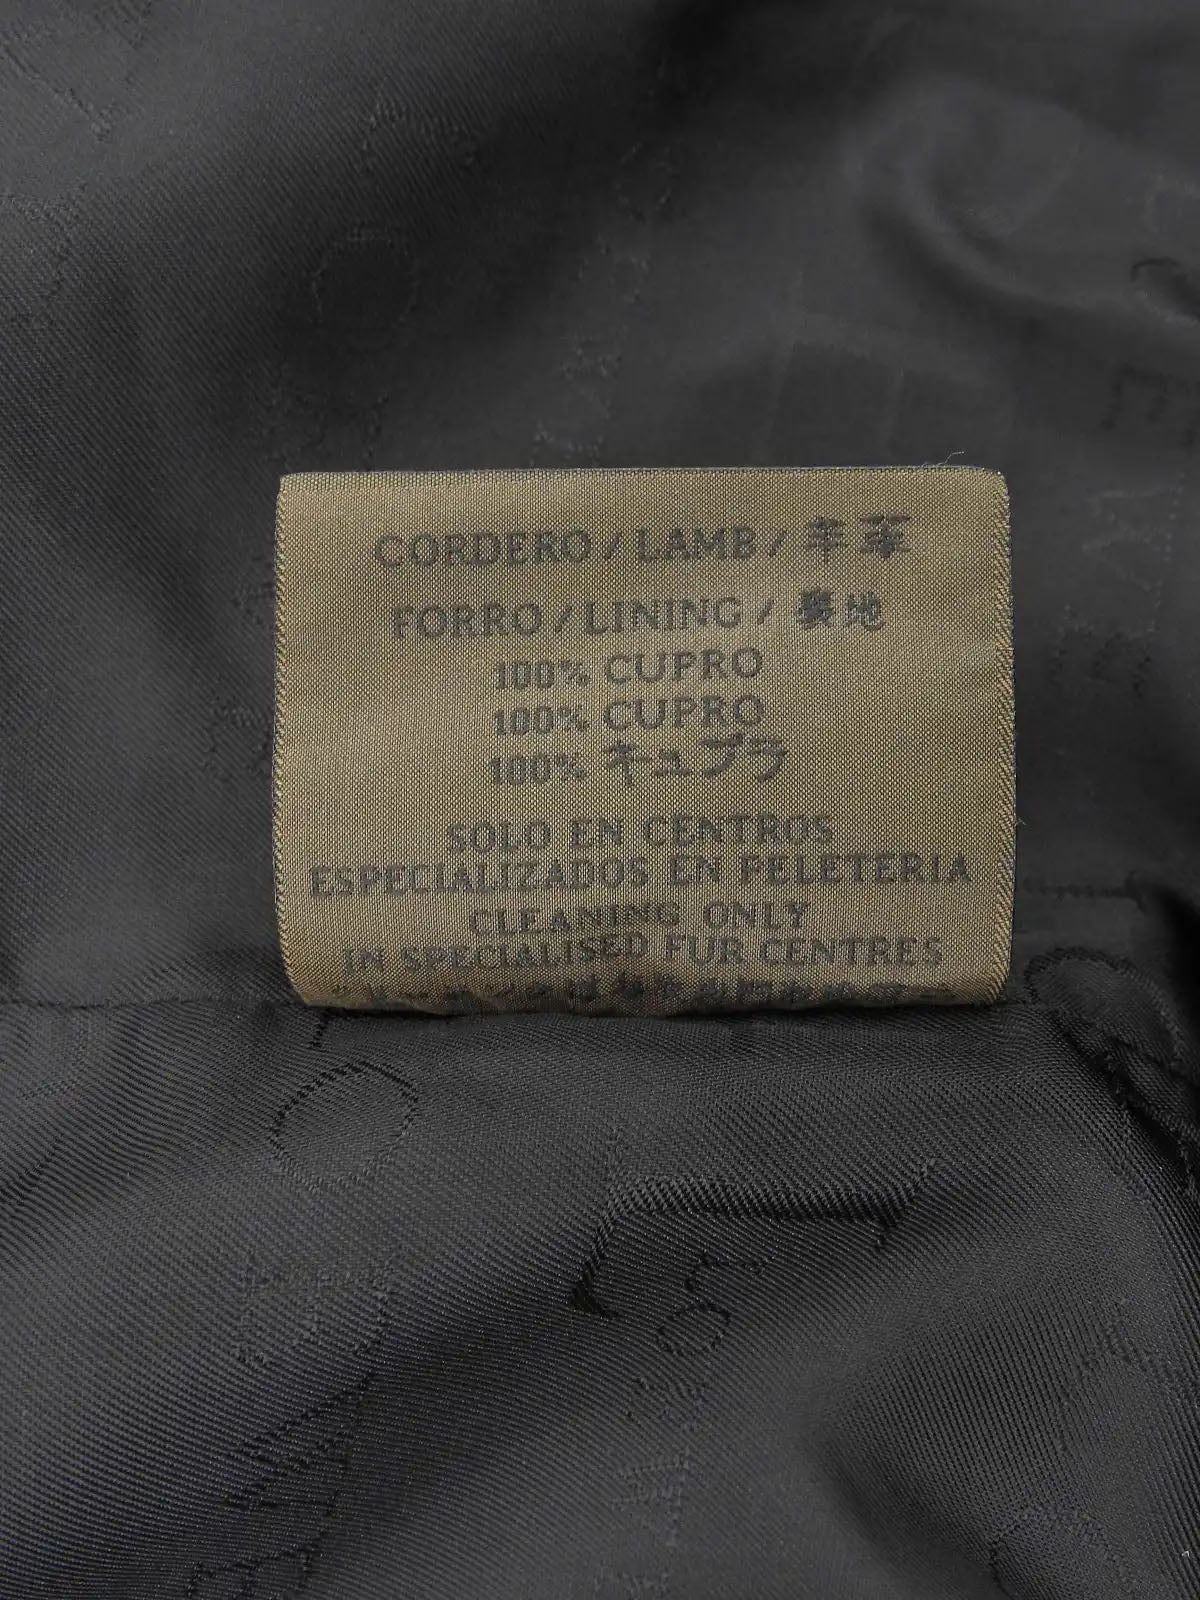 CORDERO / LAMB / 羊革
FORRO / LINING / 裏地
100% CUPRO
100% CUPRO
100% キュプラ
SOLO EN CENTROS
ESPECIALIZADOS EN PELETERIA
CLEANING ONLY
IN SPECIALISED FUR CENTRES